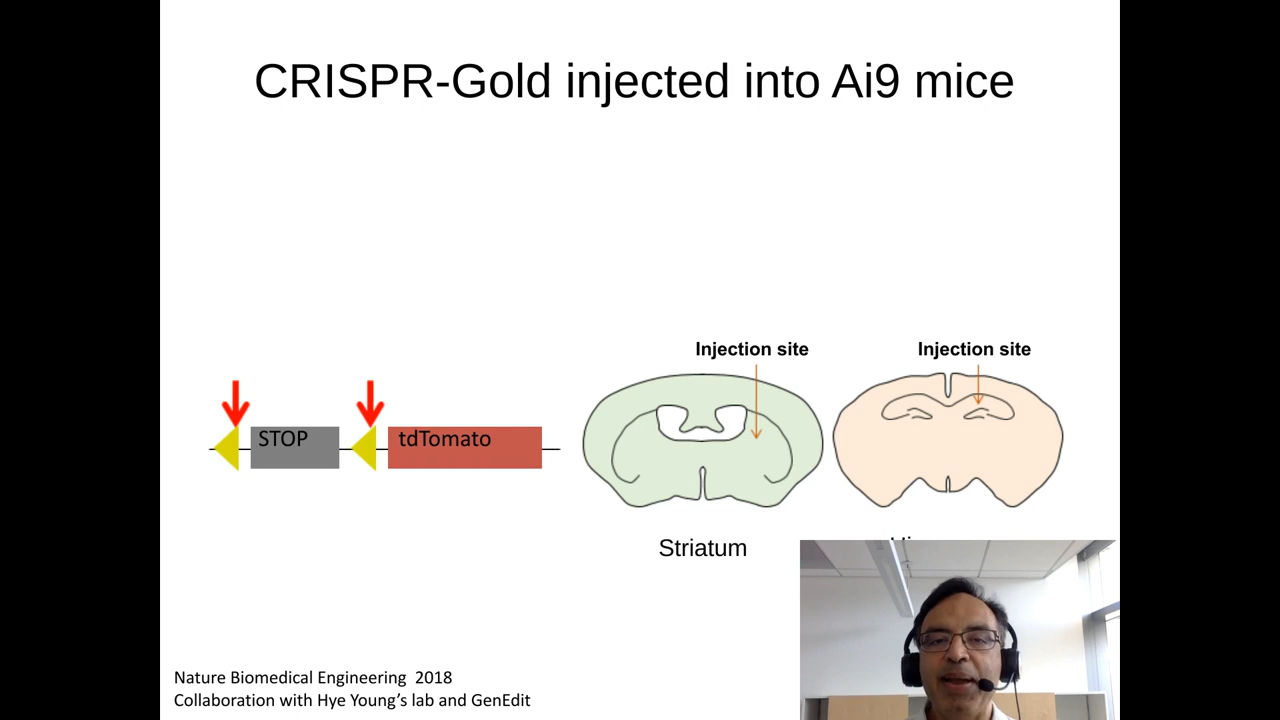 CRISPR-Gold injected into Ai9 mice
Injection site
Injection site
STOP
tdTomato
Striatum
Nature Biomedical Engineering 2018
Collaboration with Hye Young's lab and GenEdit